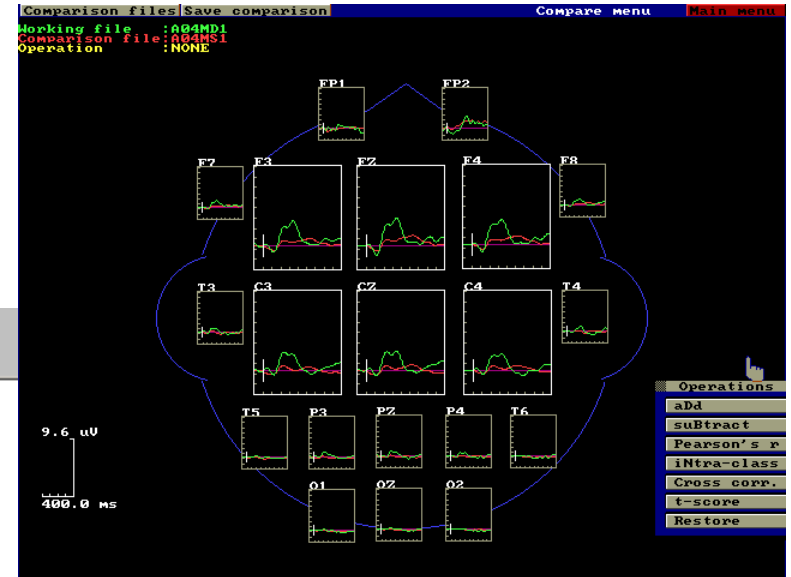 Comparison files Save comparison Compare menu Main menu
Working file :A04MD1
Comparison file:A04MS1
Operation :NONE
FP1 FP2
F7 F3 FZ F4 F8
T3 C3 CZ C4 T4
T5 P3 PZ P4 T6
O1 OZ O2
9.6 uV
400.0 ms
Operations
aDd
suBtract
Pearson's r
iNtra-class
Cross corr.
t-score
Restore